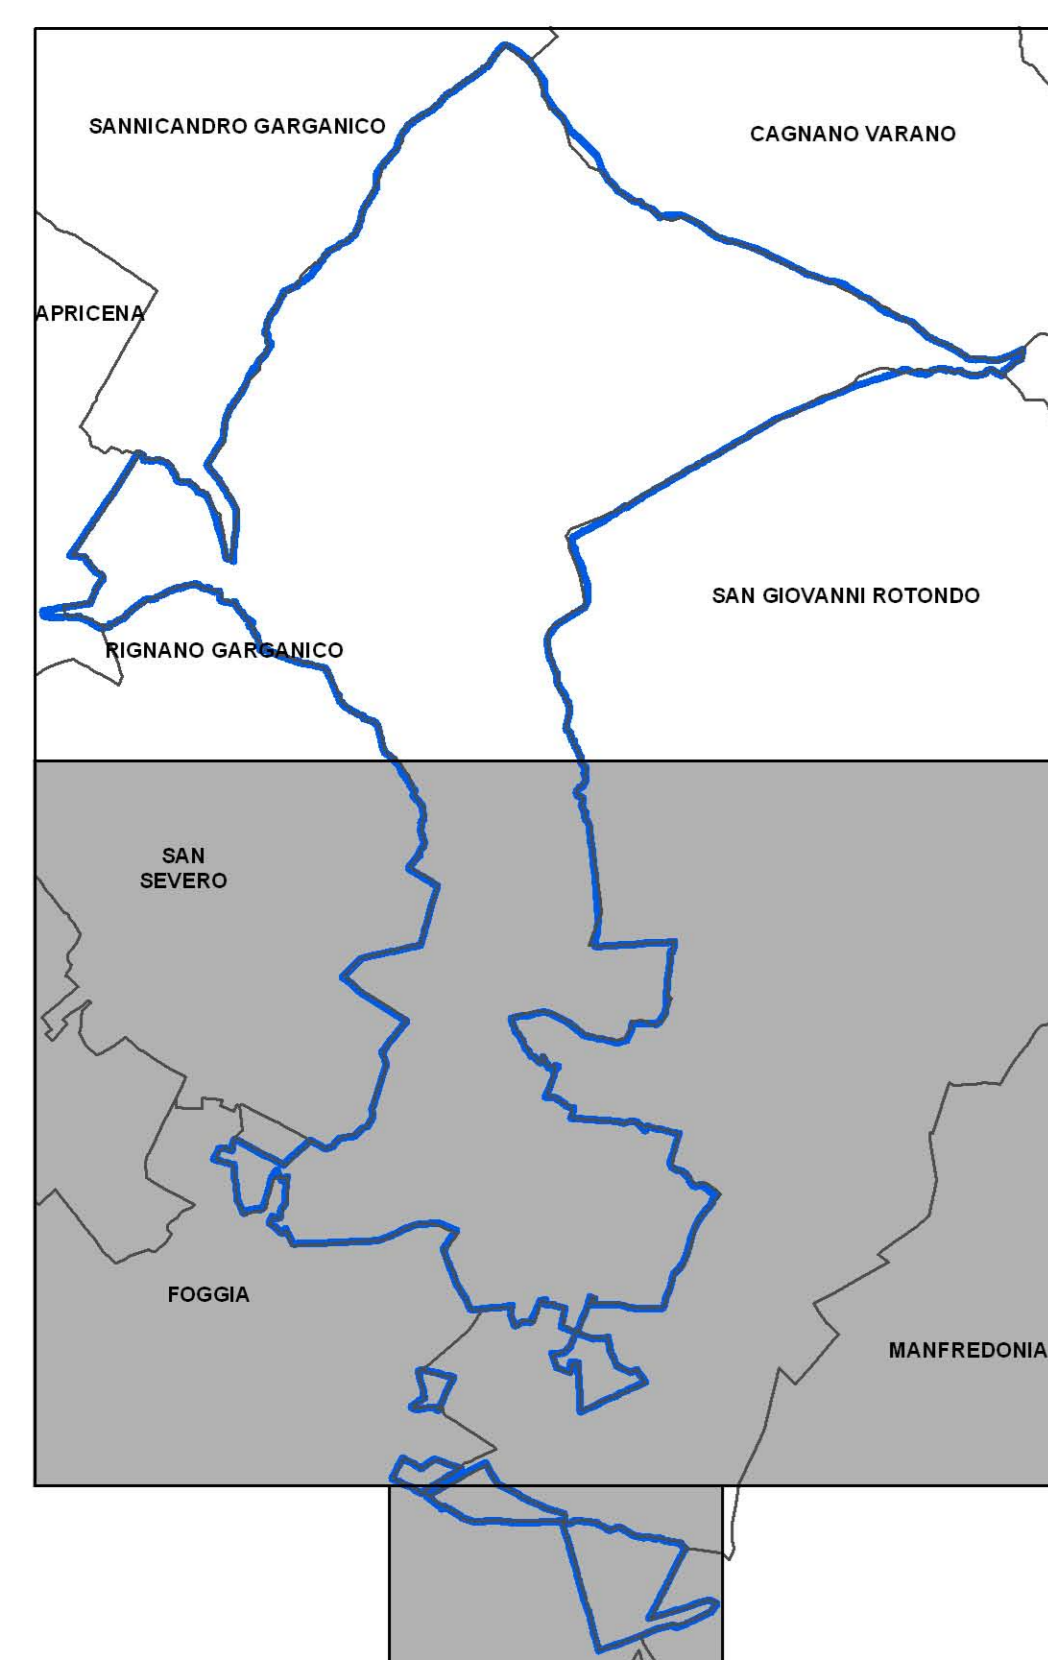 SANNICANDRO GARGANICO
CAGNANO VARANO
APRICENA
SAN GIOVANNI ROTONDO
RIGNANO GARGANICO
SAN
SEVERO
FOGGIA
MANFREDONIA